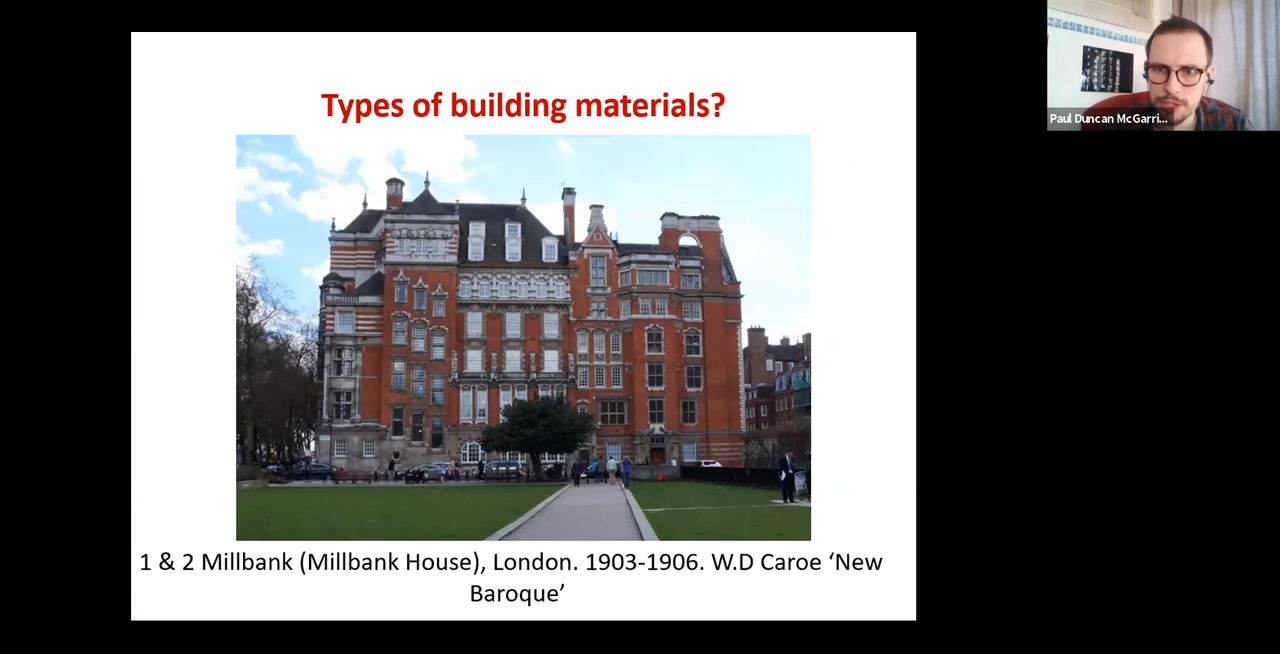 Types of building materials?
Paul Duncan McGarri...
1 & 2 Millbank (Millbank House), London. 1903-1906. W.D Caroe ‘New
Baroque’